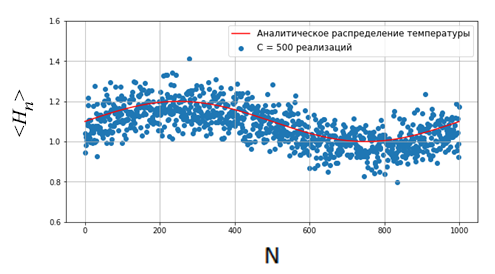 1.6
Аналитическое распределение температуры
C = 500 реализаций
1.4
1.2
<Hn>
1.0
0.8
0.6
0 200 400 600 800 1000
N